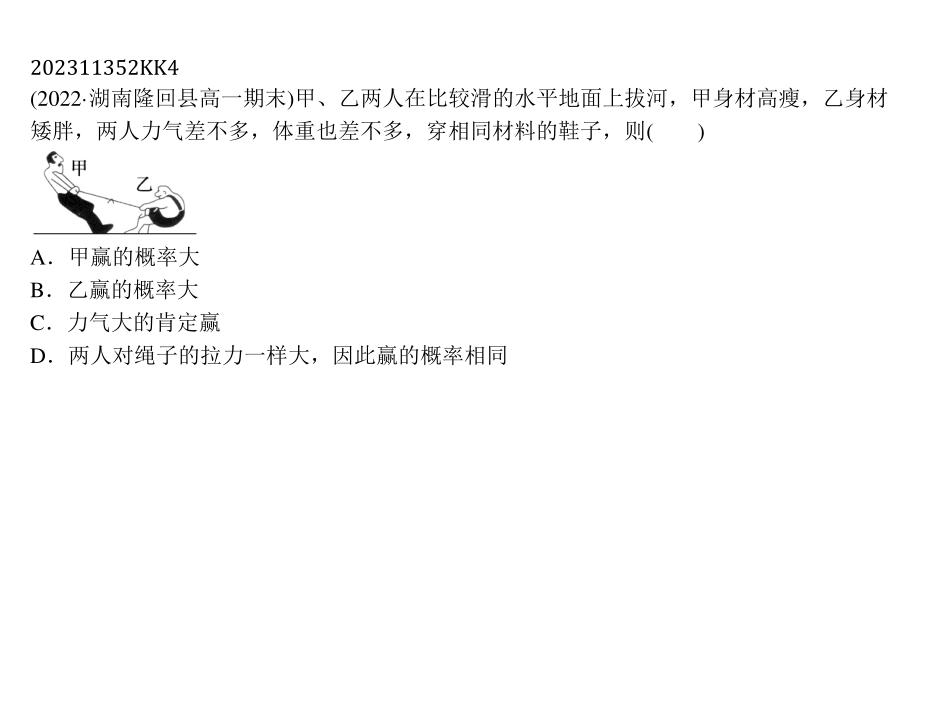 202311352KK4
(2022·湖南隆回县高一期末)甲、乙两人在比较滑的水平地面上拔河，甲身材高瘦，乙身材
矮胖，两人力气差不多，体重也差不多，穿相同材料的鞋子，则(　　)
甲
乙
A．甲赢的概率大
B．乙赢的概率大
C．力气大的肯定赢
D．两人对绳子的拉力一样大，因此赢的概率相同